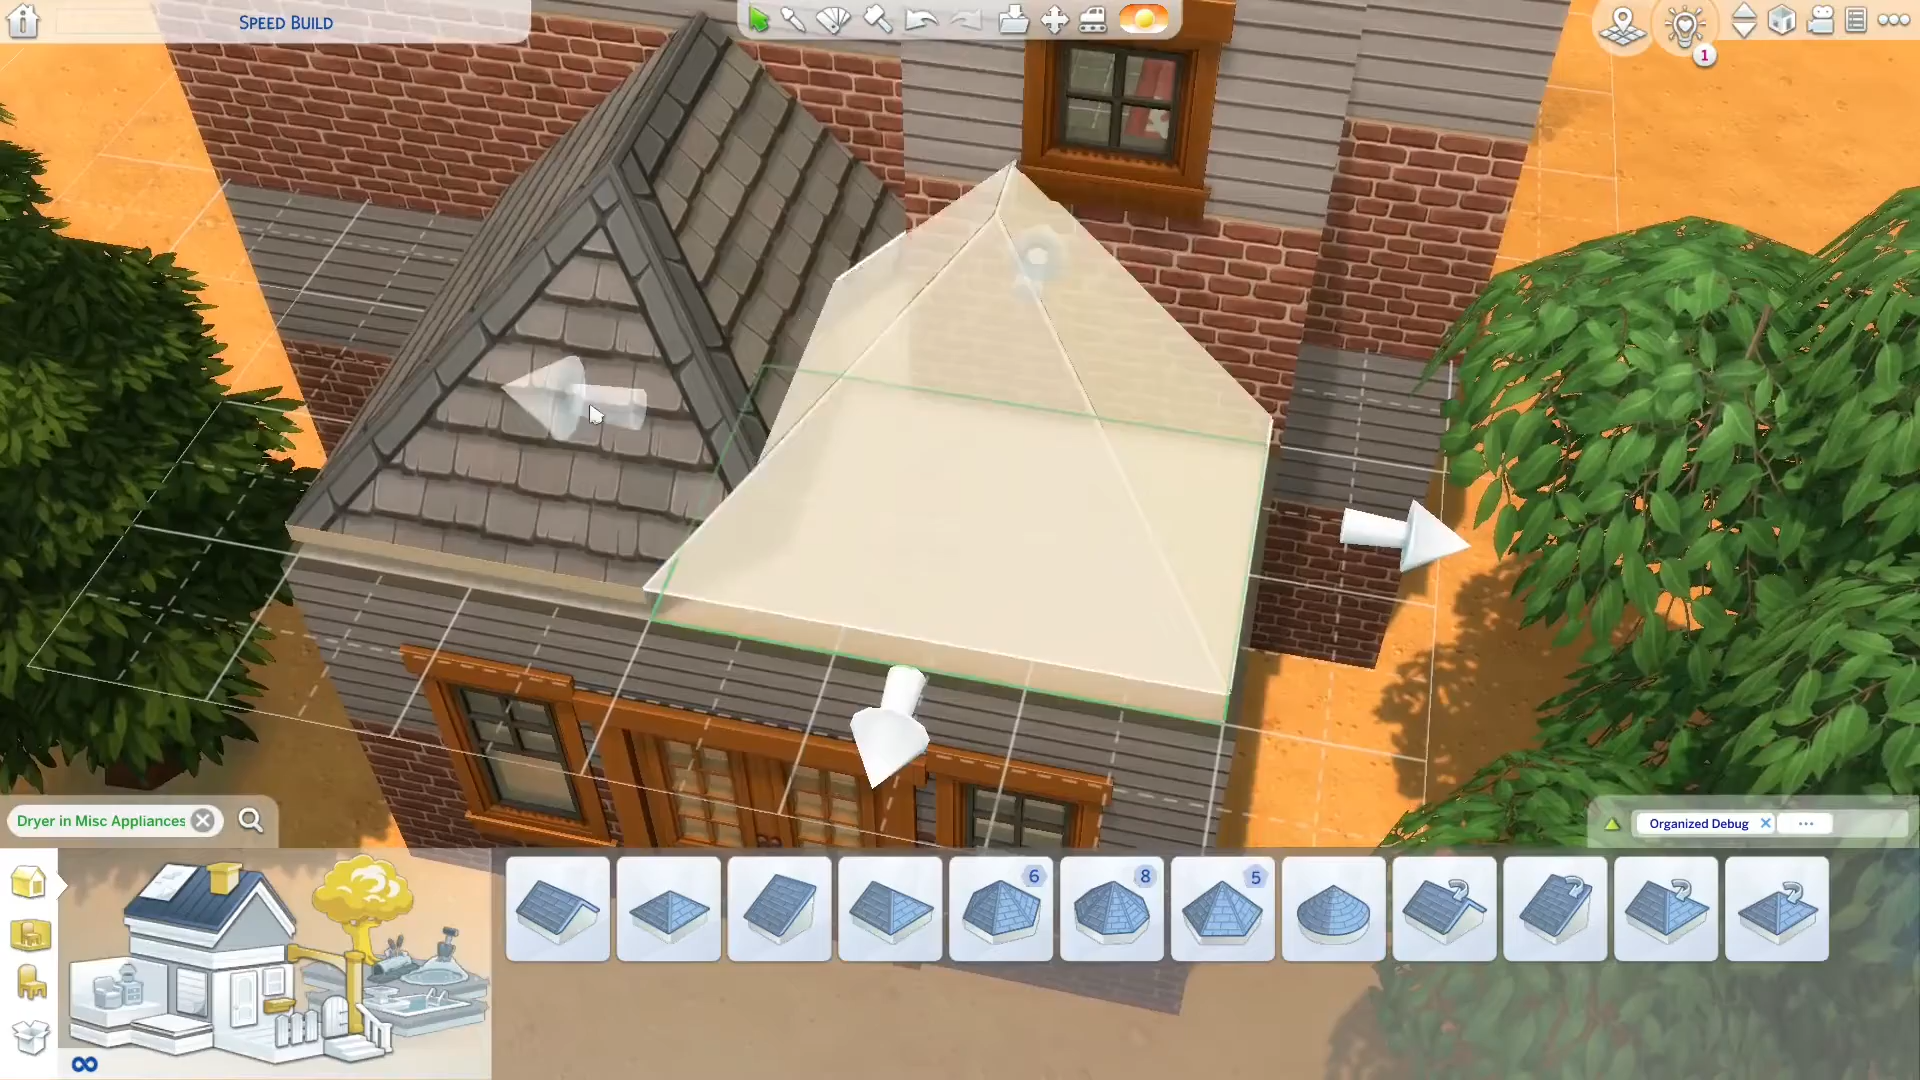 SPEED BUILD
1
Dryer in Misc Appliances
Organized Debug
...
6
8
5